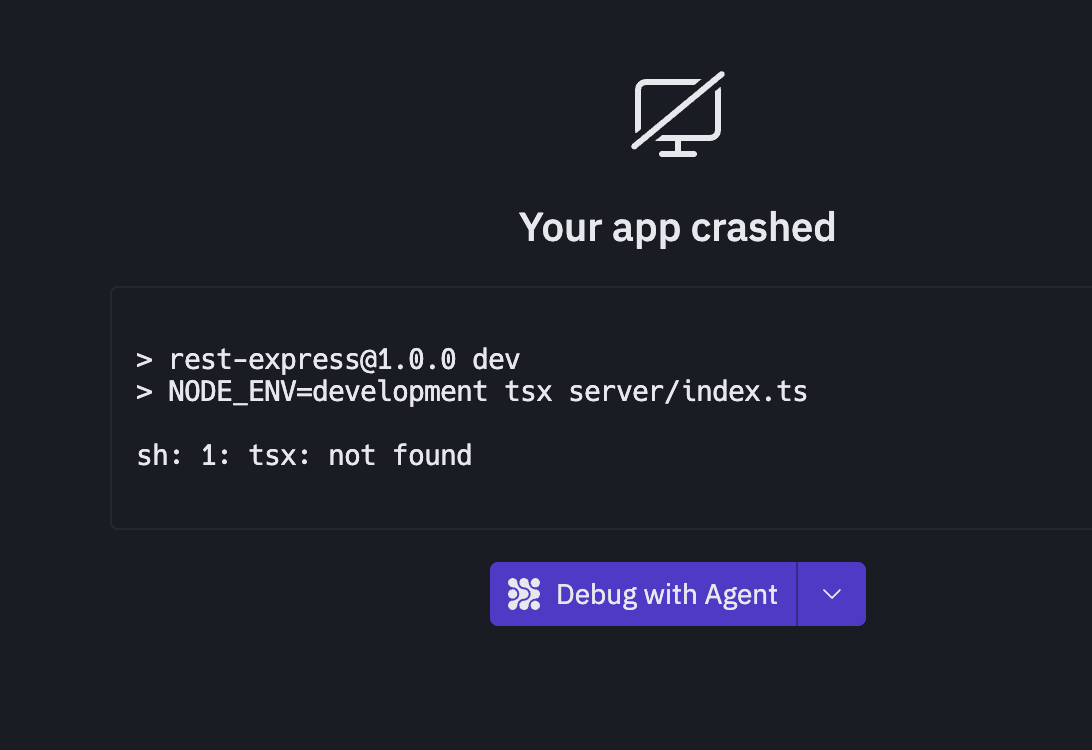 Your app crashed
> rest-express@1.0.0 dev
> NODE_ENV=development tsx server/index.ts
sh: 1: tsx: not found
Debug with Agent